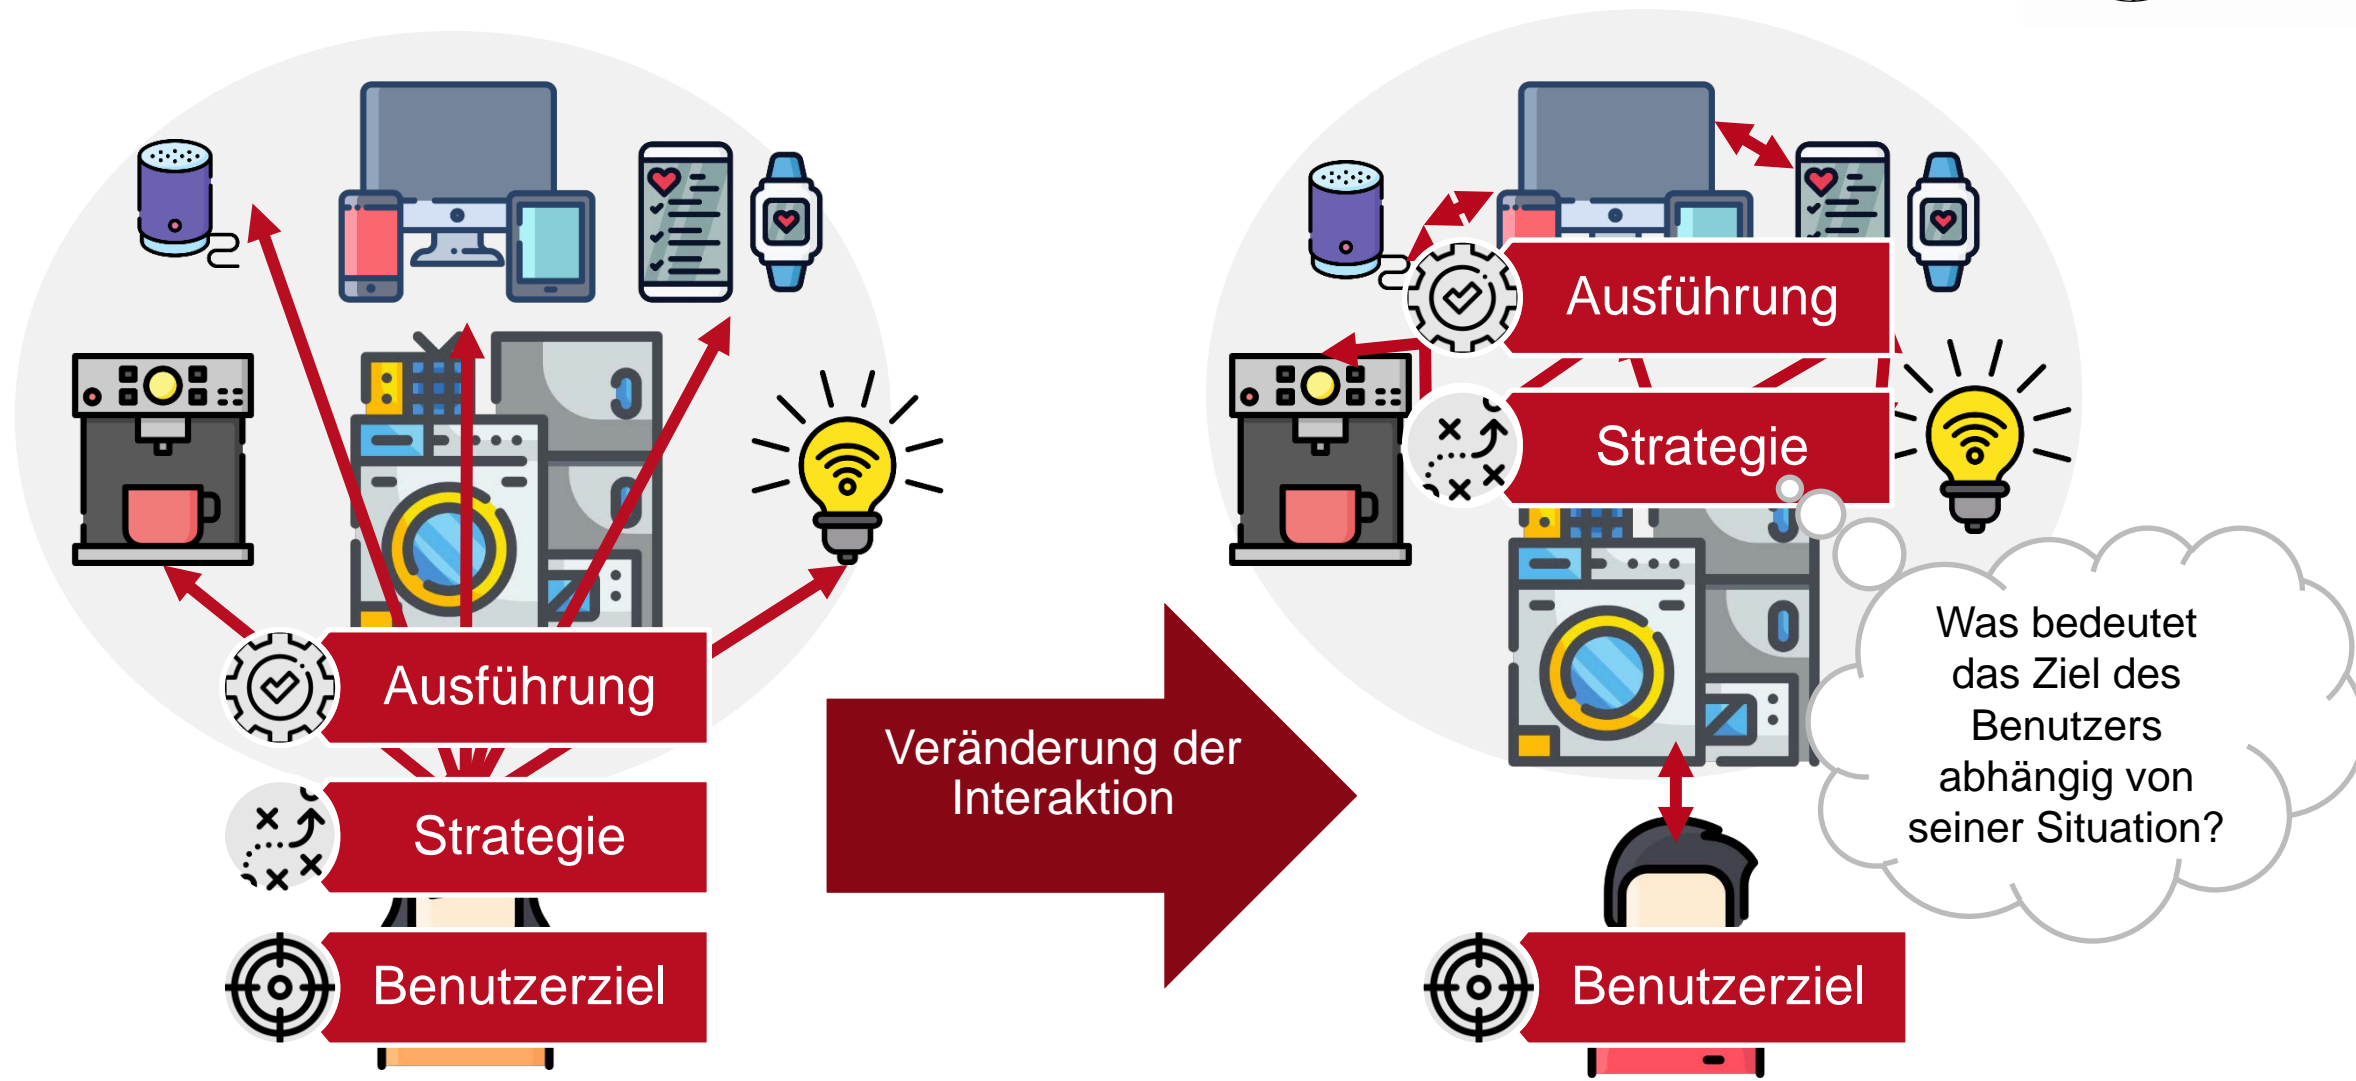 Ausführung
Strategie
Benutzerziel
Veränderung der
Interaktion
Ausführung
Strategie
Was bedeutet
das Ziel des
Benutzers
abhängig von
seiner Situation?
Benutzerziel